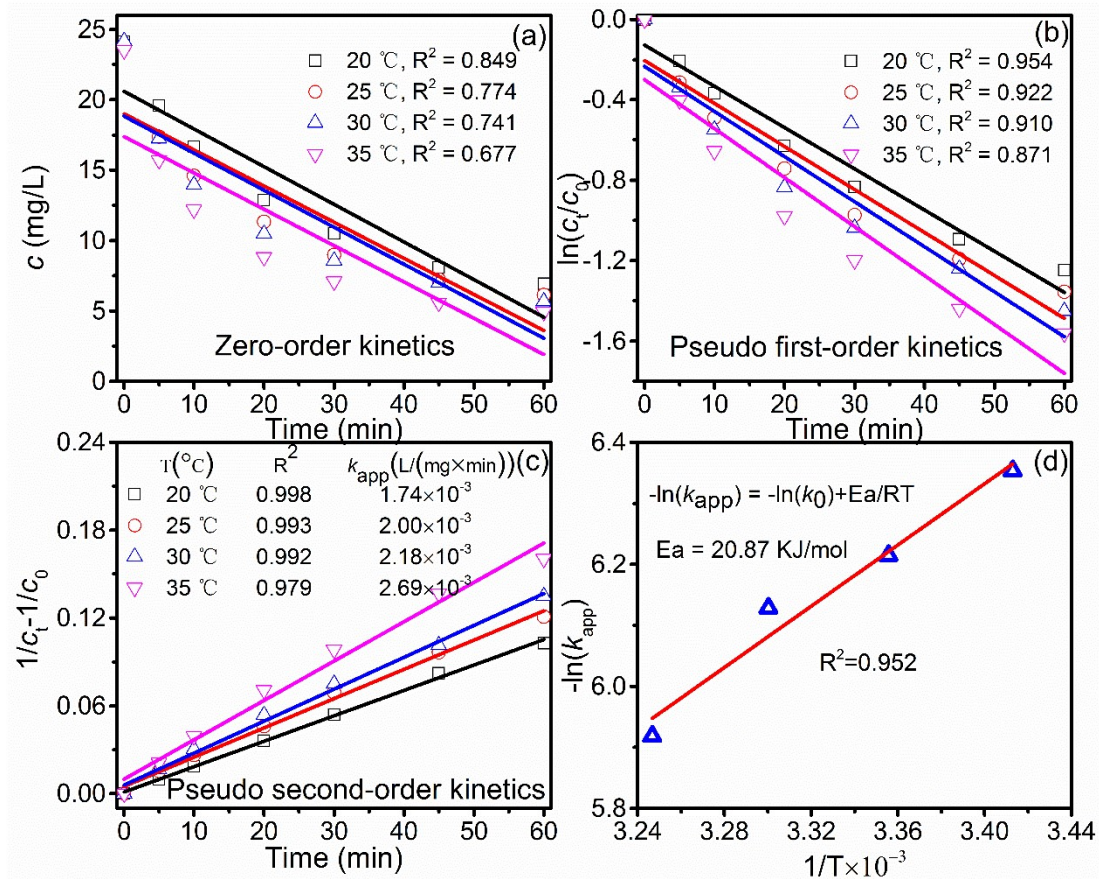 (a)
25
20
15
10
5
0
c (mg/L)
20 ℃, R² = 0.849
25 ℃, R² = 0.774
30 ℃, R² = 0.741
35 ℃, R² = 0.677
Zero-order kinetics
0 10 20 30 40 50 60
Time (min)
(b)
0.0
-0.4
-0.8
-1.2
-1.6
ln(cₜ/c₀)
20 ℃, R² = 0.954
25 ℃, R² = 0.922
30 ℃, R² = 0.910
35 ℃, R² = 0.871
Pseudo first-order kinetics
0 10 20 30 40 50 60
Time (min)
(c)
0.24
0.18
0.12
0.06
0.00
1/cₜ-1/c₀
T(°C) R² kapp(L/(mg×min))
20 ℃ 0.998 1.74×10⁻³
25 ℃ 0.993 2.00×10⁻³
30 ℃ 0.992 2.18×10⁻³
35 ℃ 0.979 2.69×10⁻³
Pseudo second-order kinetics
0 10 20 30 40 50 60
Time (min)
(d)
6.4
6.2
6.0
5.8
-ln(kapp)
-ln(kapp) = -ln(k₀)+Ea/RT
Ea = 20.87 KJ/mol
R²=0.952
3.24 3.28 3.32 3.36 3.40 3.44
1/T×10⁻³